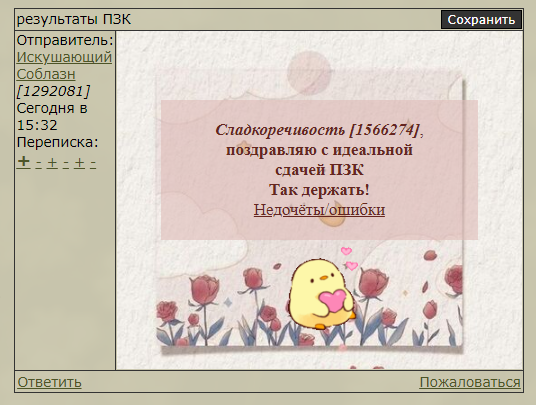 результаты ПЗК
Сохранить
Отправитель:
Искушающий
Соблазн
[1292081]
Сегодня в
15:32
Переписка:
+ - + - + -
Сладкоречивость [1566274],
поздравляю с идеальной
сдачей ПЗК
Так держать!
Недочёты/ошибки
Ответить
Пожаловаться